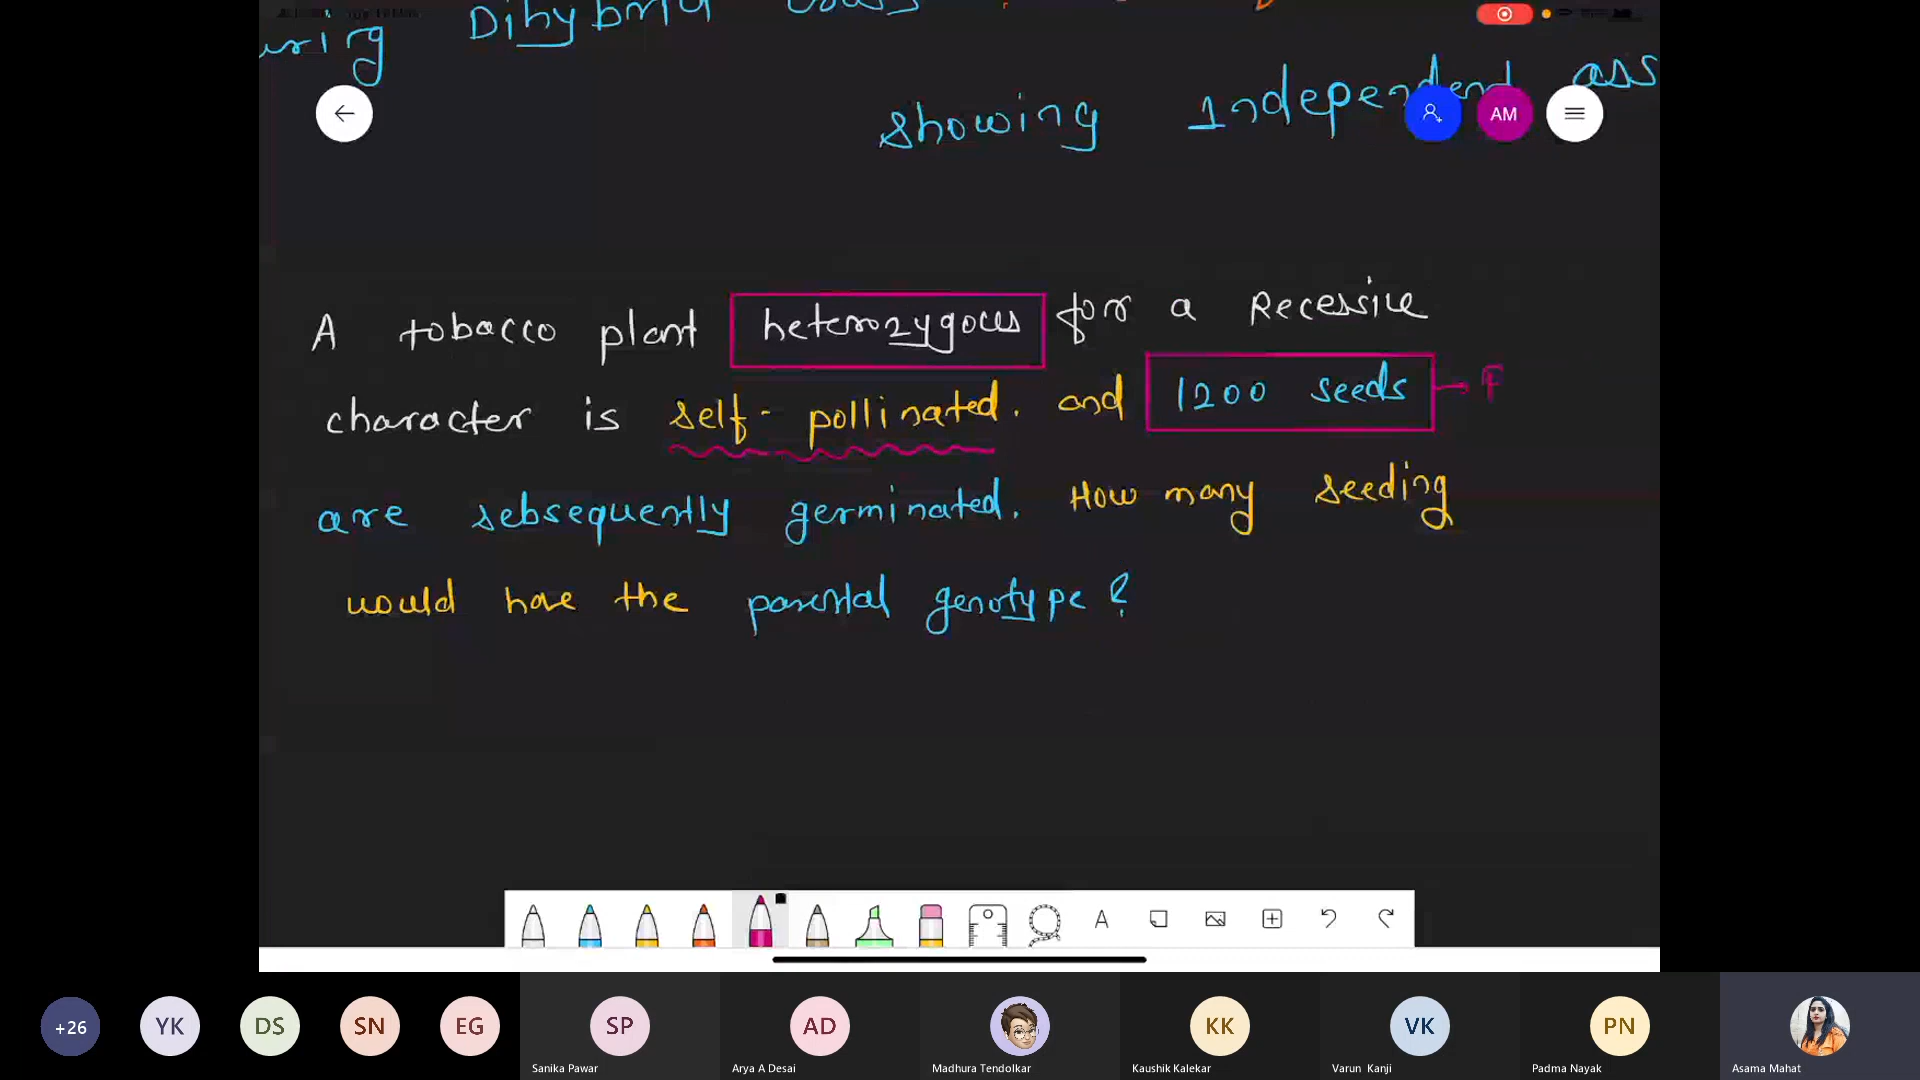 Dihybrid
showing Independent ass
A tobacco plant heterozygous for a Recessive
character is self-pollinated. and 1200 seeds → F
are sebsequently germinated. How many seeding
would have the parental genotype?
AM
A
+26 YK DS SN EG SP AD KK VK PN
Sanika Pawar Arya A Desai Madhura Tendolkar Kaushik Kalekar Varun Kanji Padma Nayak Asama Mahat